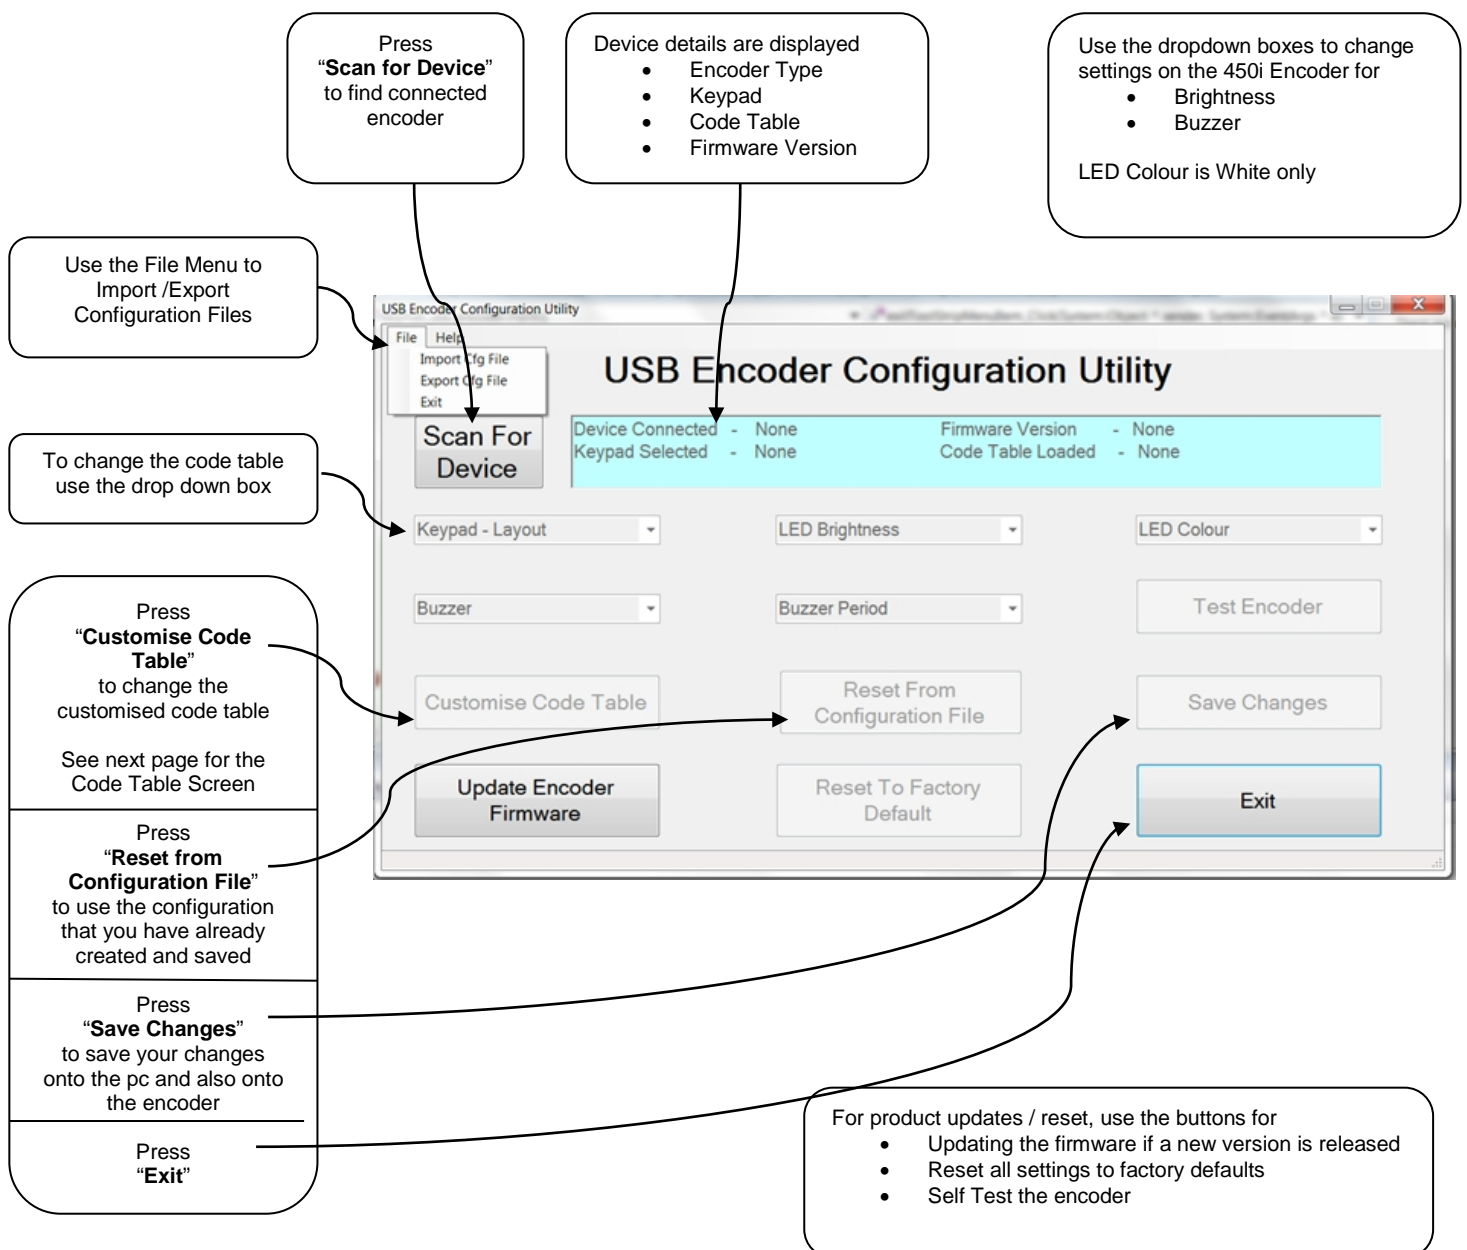 Press
“Scan for Device”
to find connected
encoder
Device details are displayed
• Encoder Type
• Keypad
• Code Table
• Firmware Version
Use the dropdown boxes to change
settings on the 450i Encoder for
• Brightness
• Buzzer
LED Colour is White only
Use the File Menu to
Import /Export
Configuration Files
To change the code table
use the drop down box
Press
“Customise Code
Table”
to change the
customised code table
See next page for the
Code Table Screen
Press
“Reset from
Configuration File”
to use the configuration
that you have already
created and saved
Press
“Save Changes”
to save your changes
onto the pc and also onto
the encoder
Press
“Exit”
USB Encoder Configuration Utility
File Help
Import Cfg File
Export Cfg File
Exit
USB Encoder Configuration Utility
Scan For
Device
Device Connected - None Firmware Version - None
Keypad Selected - None Code Table Loaded - None
Keypad - Layout LED Brightness LED Colour
Buzzer Buzzer Period Test Encoder
Customise Code Table
Reset From
Configuration File
Save Changes
Update Encoder
Firmware
Reset To Factory
Default
Exit
For product updates / reset, use the buttons for
• Updating the firmware if a new version is released
• Reset all settings to factory defaults
• Self Test the encoder